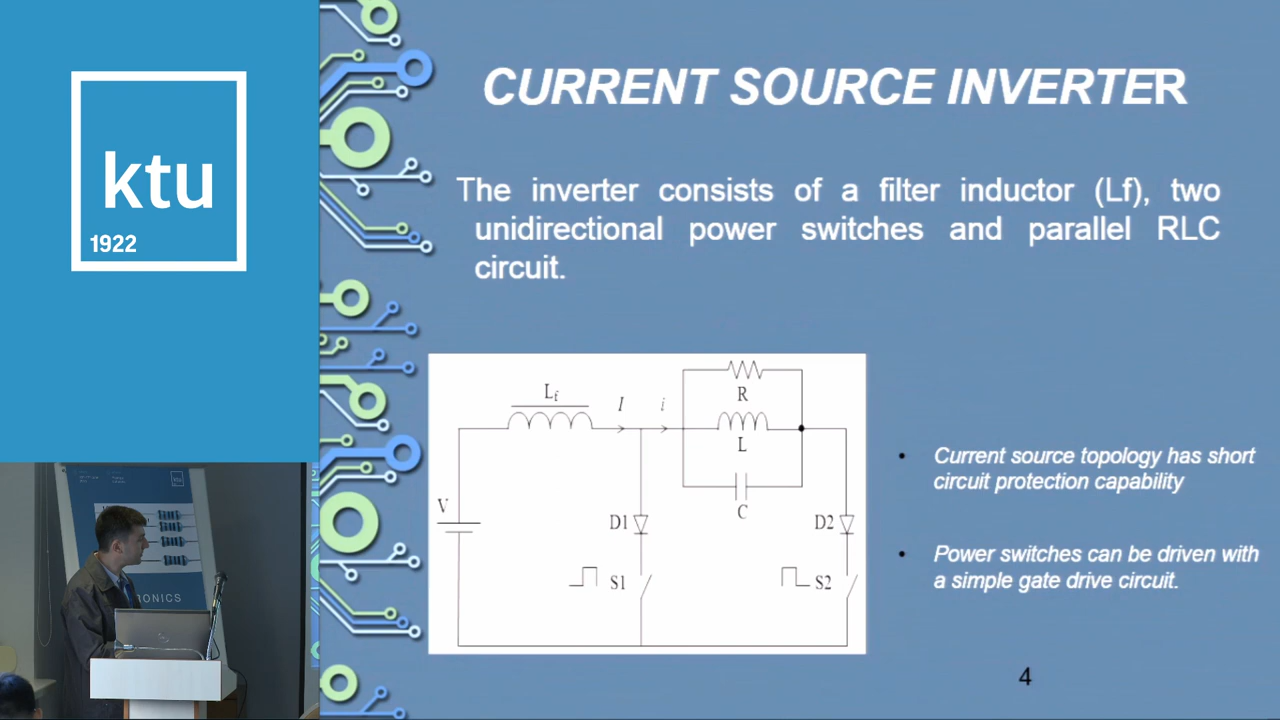 ktu
1922
CURRENT SOURCE INVERTER
The inverter consists of a filter inductor (Lf), two
unidirectional power switches and parallel RLC
circuit.
Lf
I
i
R
L
C
V
D1
D2
S1
S2
Current source topology has short
circuit protection capability
Power switches can be driven with
a simple gate drive circuit.
4
RONICS